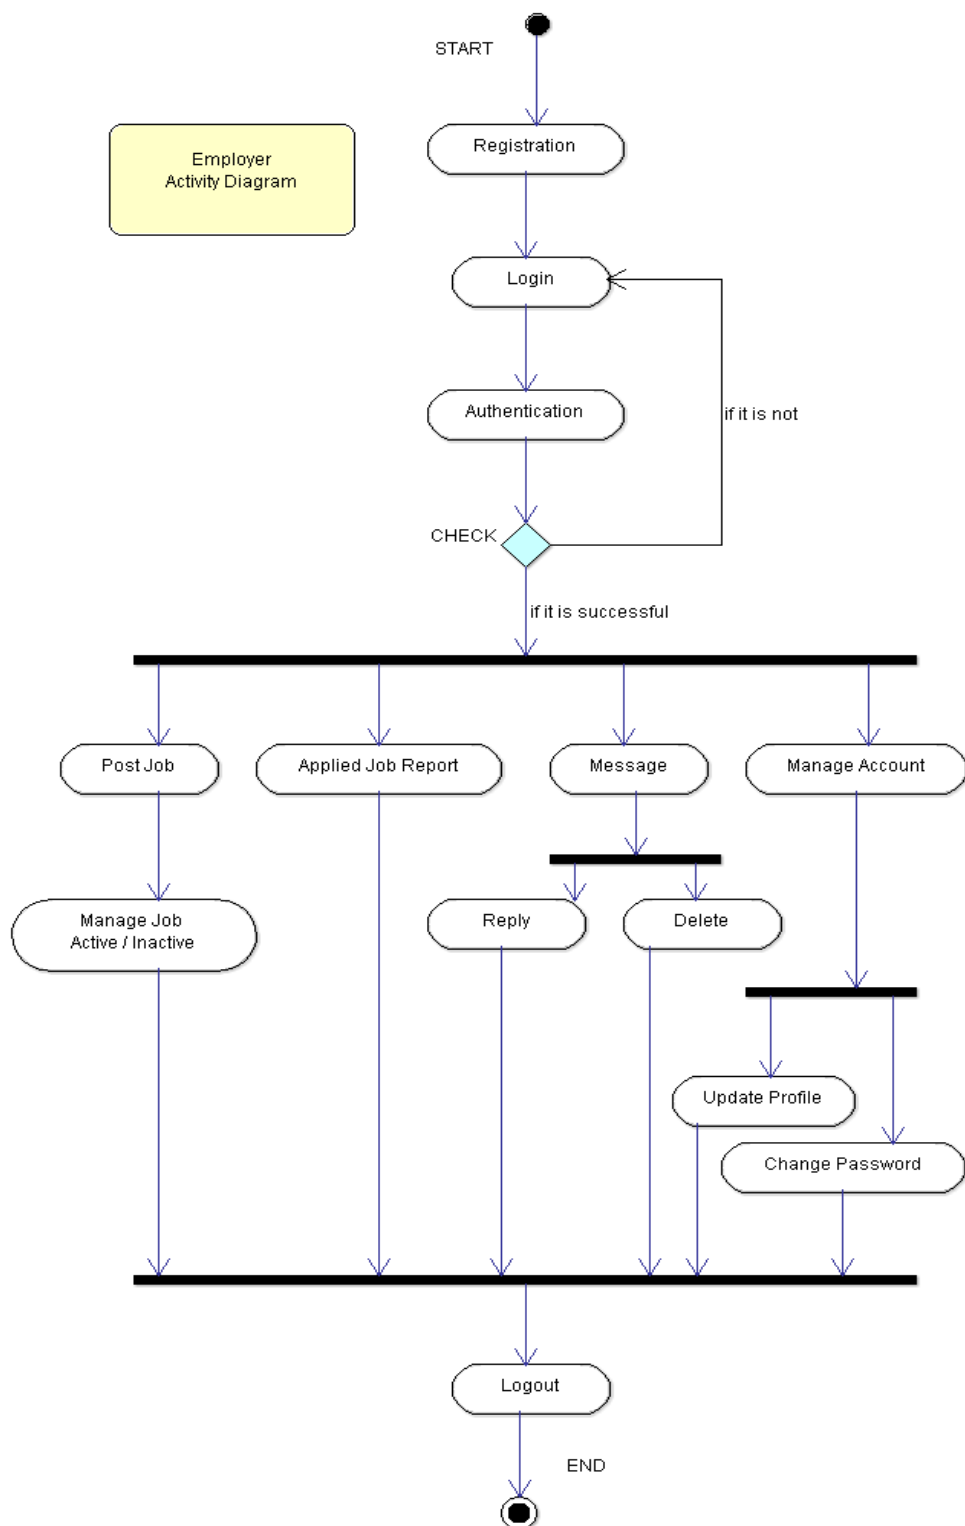 START
Registration
Employer
Activity Diagram
Login
Authentication
if it is not
CHECK
if it is successful
Post Job
Applied Job Report
Message
Manage Account
Manage Job
Active / Inactive
Reply
Delete
Update Profile
Change Password
Logout
END